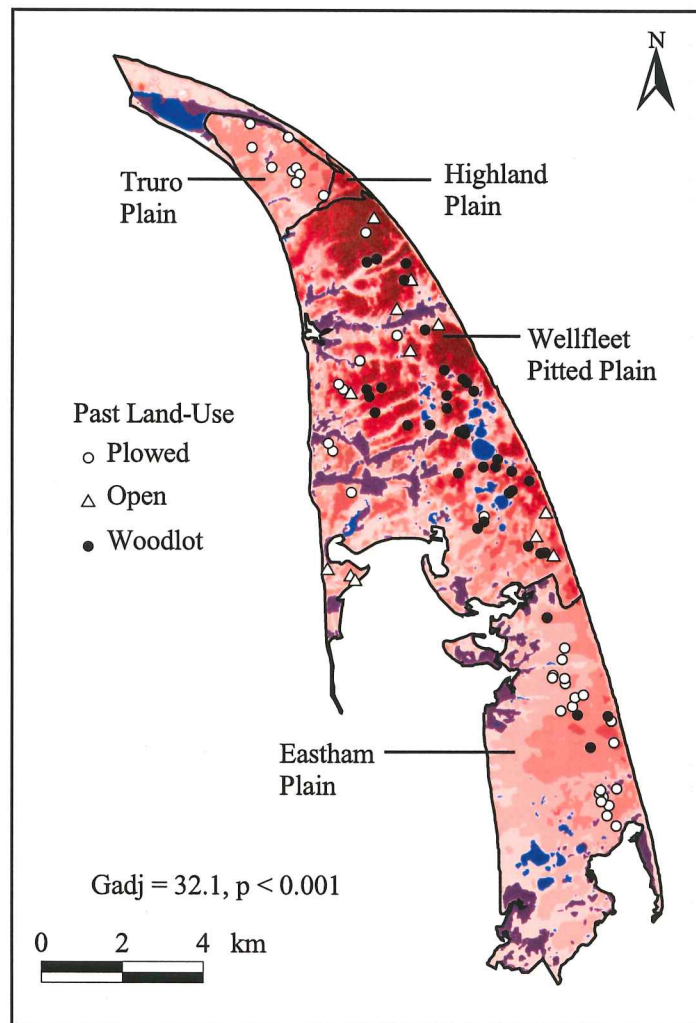 N
Truro
Plain
Highland
Plain
Wellfleet
Pitted Plain
Past Land-Use
Plowed
Open
Woodlot
Eastham
Plain
Gadj = 32.1, p < 0.001
0 2 4 km